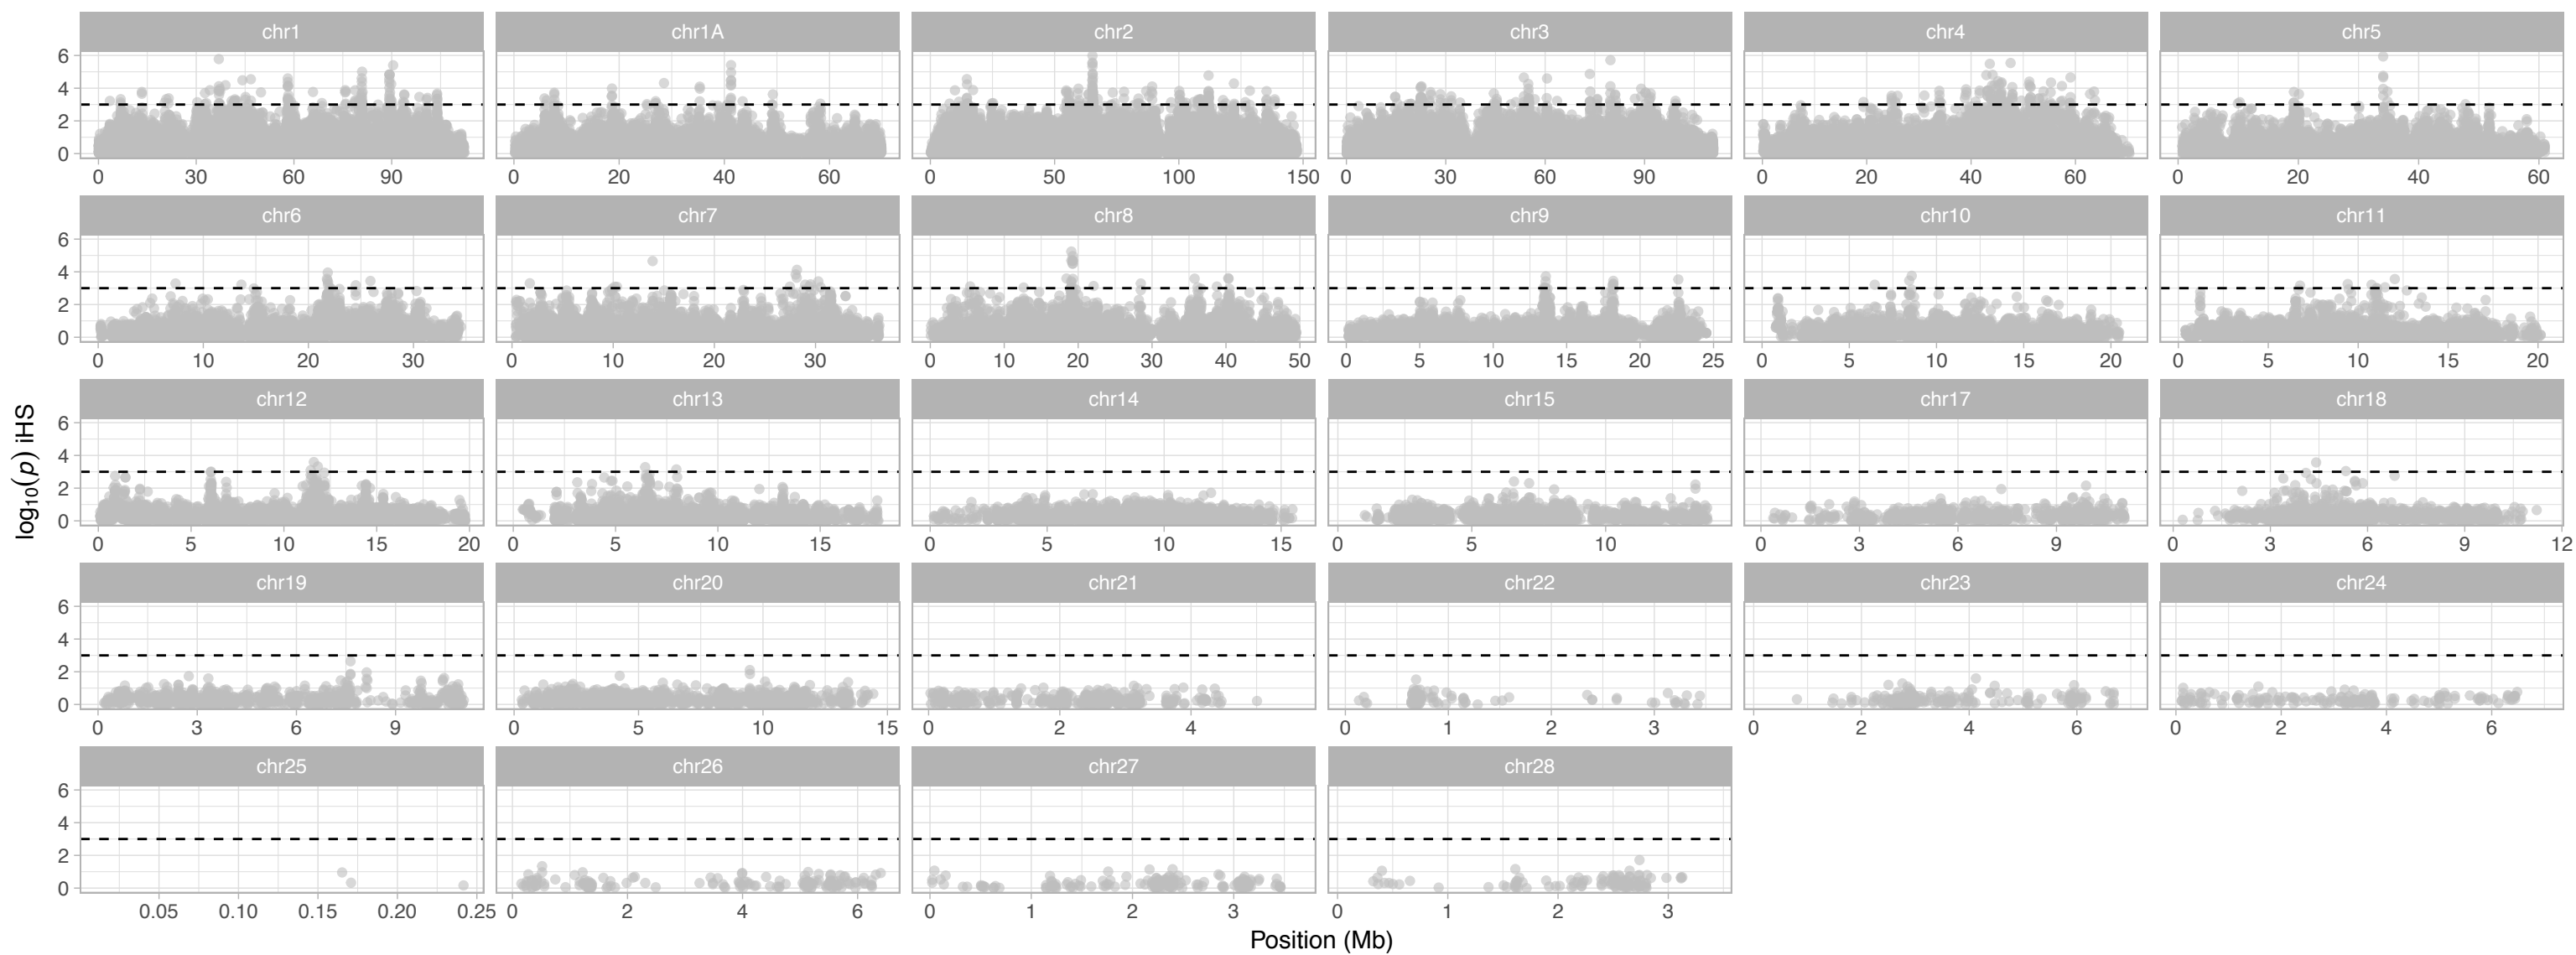 chr1 chr1A chr2 chr3 chr4 chr5
6
4
2
0
0 30 60 90 0 20 40 60 0 50 100 150 0 30 60 90 0 20 40 60 0 20 40 60
chr6 chr7 chr8 chr9 chr10 chr11
6
4
2
0
0 10 20 30 0 10 20 30 0 10 20 30 40 50 0 5 10 15 20 25 0 5 10 15 20 0 5 10 15 20
chr12 chr13 chr14 chr15 chr17 chr18
6
4
2
0
0 5 10 15 20 0 5 10 15 0 5 10 15 0 5 10 0 3 6 9 0 3 6 9 12
log₁₀(p) iHS
chr19 chr20 chr21 chr22 chr23 chr24
6
4
2
0
0 3 6 9 0 5 10 15 0 2 4 0 1 2 3 0 2 4 6 0 2 4 6
chr25 chr26 chr27 chr28
6
4
2
0
0.05 0.10 0.15 0.20 0.25 0 2 4 6 0 1 2 3 0 1 2 3
Position (Mb)